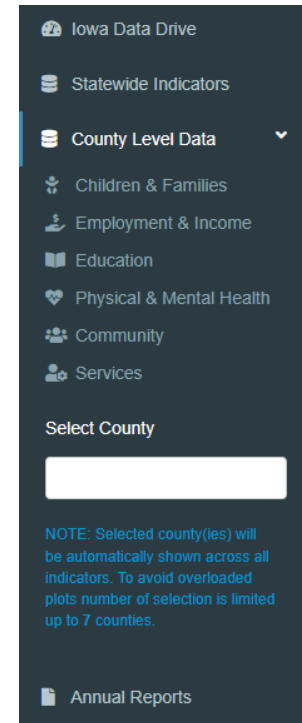 Iowa Data Drive
Statewide Indicators
County Level Data
Children & Families
Employment & Income
Education
Physical & Mental Health
Community
Services
Select County
NOTE: Selected county(ies) will
be automatically shown across all
indicators. To avoid overloaded
plots number of selection is limited
up to 7 counties.
Annual Reports